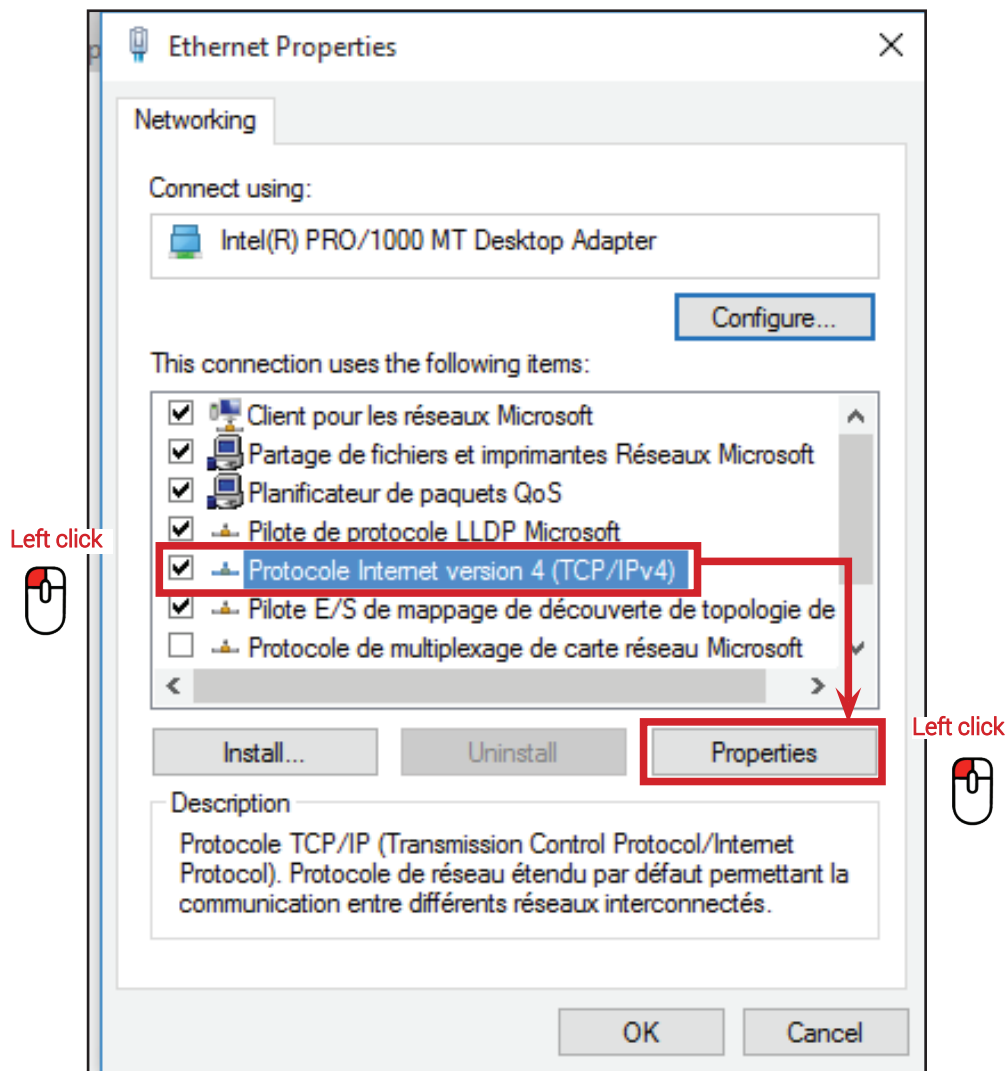 Ethernet Properties
Networking
Connect using:
Intel(R) PRO/1000 MT Desktop Adapter
Configure...
This connection uses the following items:
Client pour les réseaux Microsoft
Partage de fichiers et imprimantes Réseaux Microsoft
Planificateur de paquets QoS
Pilote de protocole LLDP Microsoft
Left click
Protocole Internet version 4 (TCP/IPv4)
Pilote E/S de mappage de découverte de topologie de
Protocole de multiplexage de carte réseau Microsoft
Left click
Install...
Uninstall
Properties
Description
Protocole TCP/IP (Transmission Control Protocol/Internet
Protocol). Protocole de réseau étendu par défaut permettant la
communication entre différents réseaux interconnectés.
OK
Cancel